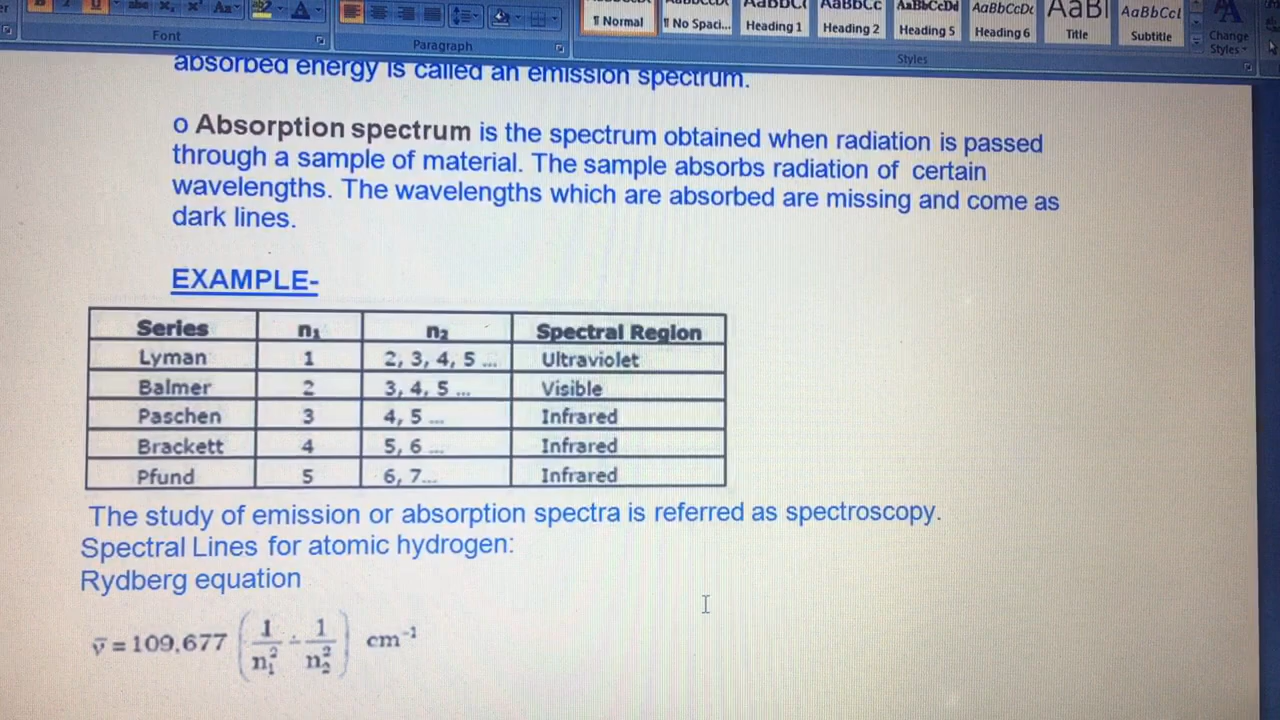 Font
Paragraph
¶ Normal
¶ No Spaci...
Heading 1
AaBbCc
Heading 2
AaBbCcDd
Heading 5
AaBbCcDc
Heading 6
AaBl
Title
AaBbCcl
Subtitle
Change
Styles
Styles
absorbed energy is called an emission spectrum.
o Absorption spectrum is the spectrum obtained when radiation is passed
through a sample of material. The sample absorbs radiation of certain
wavelengths. The wavelengths which are absorbed are missing and come as
dark lines.
EXAMPLE-
Series n₁ n₂ Spectral Region
Lyman 1 2, 3, 4, 5 ... Ultraviolet
Balmer 2 3, 4, 5 ... Visible
Paschen 3 4, 5 ... Infrared
Brackett 4 5, 6 ... Infrared
Pfund 5 6, 7... Infrared
The study of emission or absorption spectra is referred as spectroscopy.
Spectral Lines for atomic hydrogen:
Rydberg equation
ν̅ = 109,677 (1/n₁² - 1/n₂²) cm⁻¹